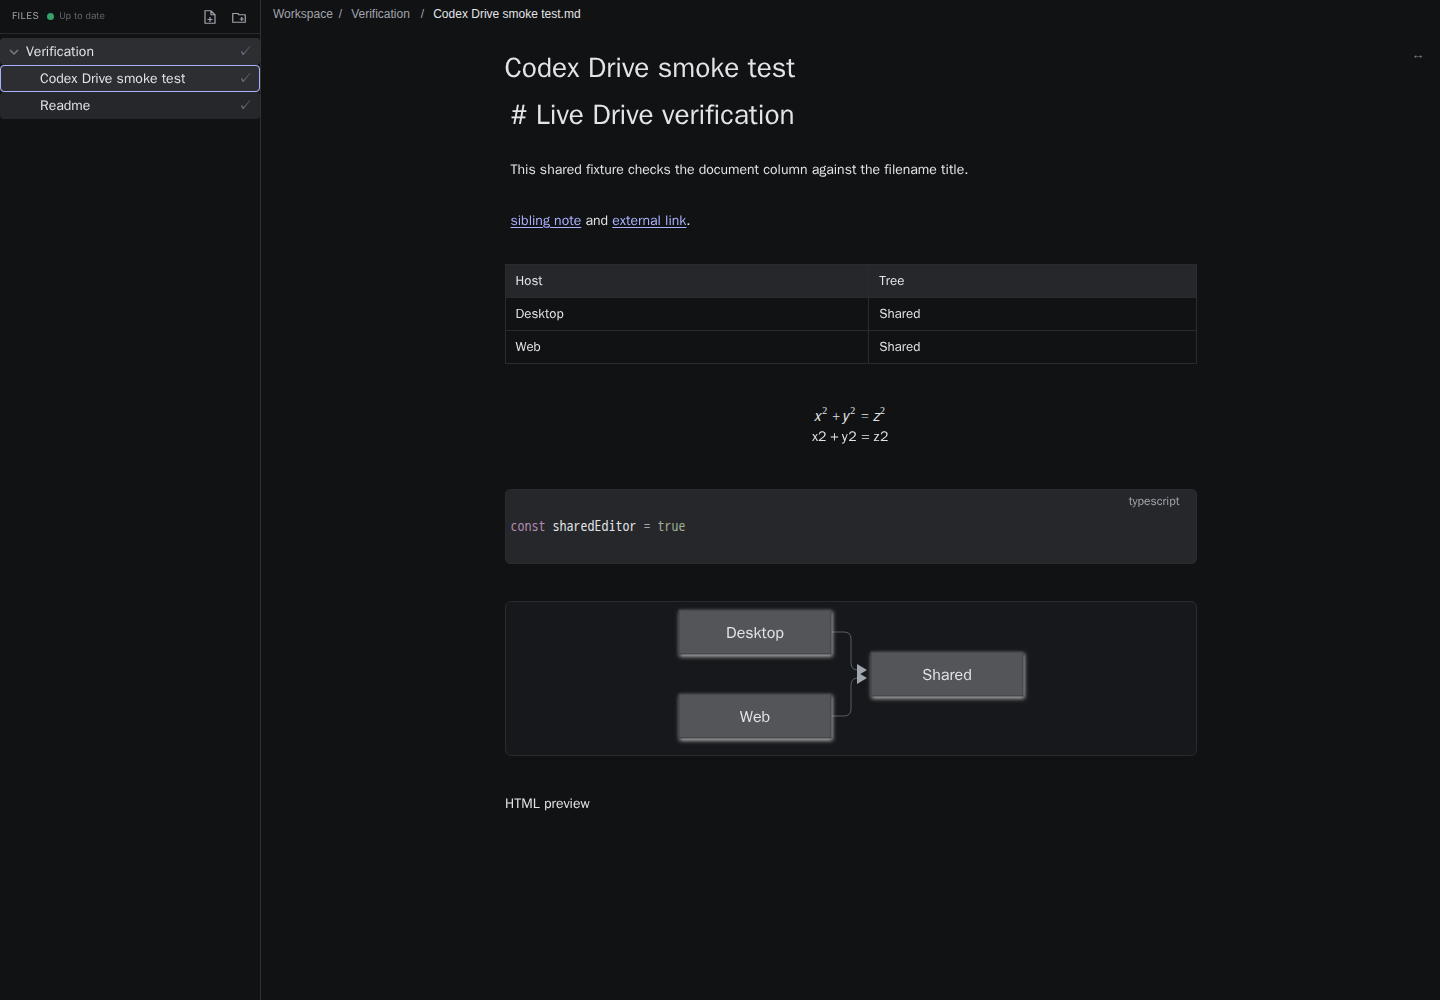 FILES Up to date
Workspace / Verification / Codex Drive smoke test.md
Verification
Codex Drive smoke test
Readme
Codex Drive smoke test
# Live Drive verification
This shared fixture checks the document column against the filename title.
sibling note and external link.
Host Tree
Desktop Shared
Web Shared
x² + y² = z²
x2 + y2 = z2
typescript
const sharedEditor = true
Desktop
Shared
Web
HTML preview